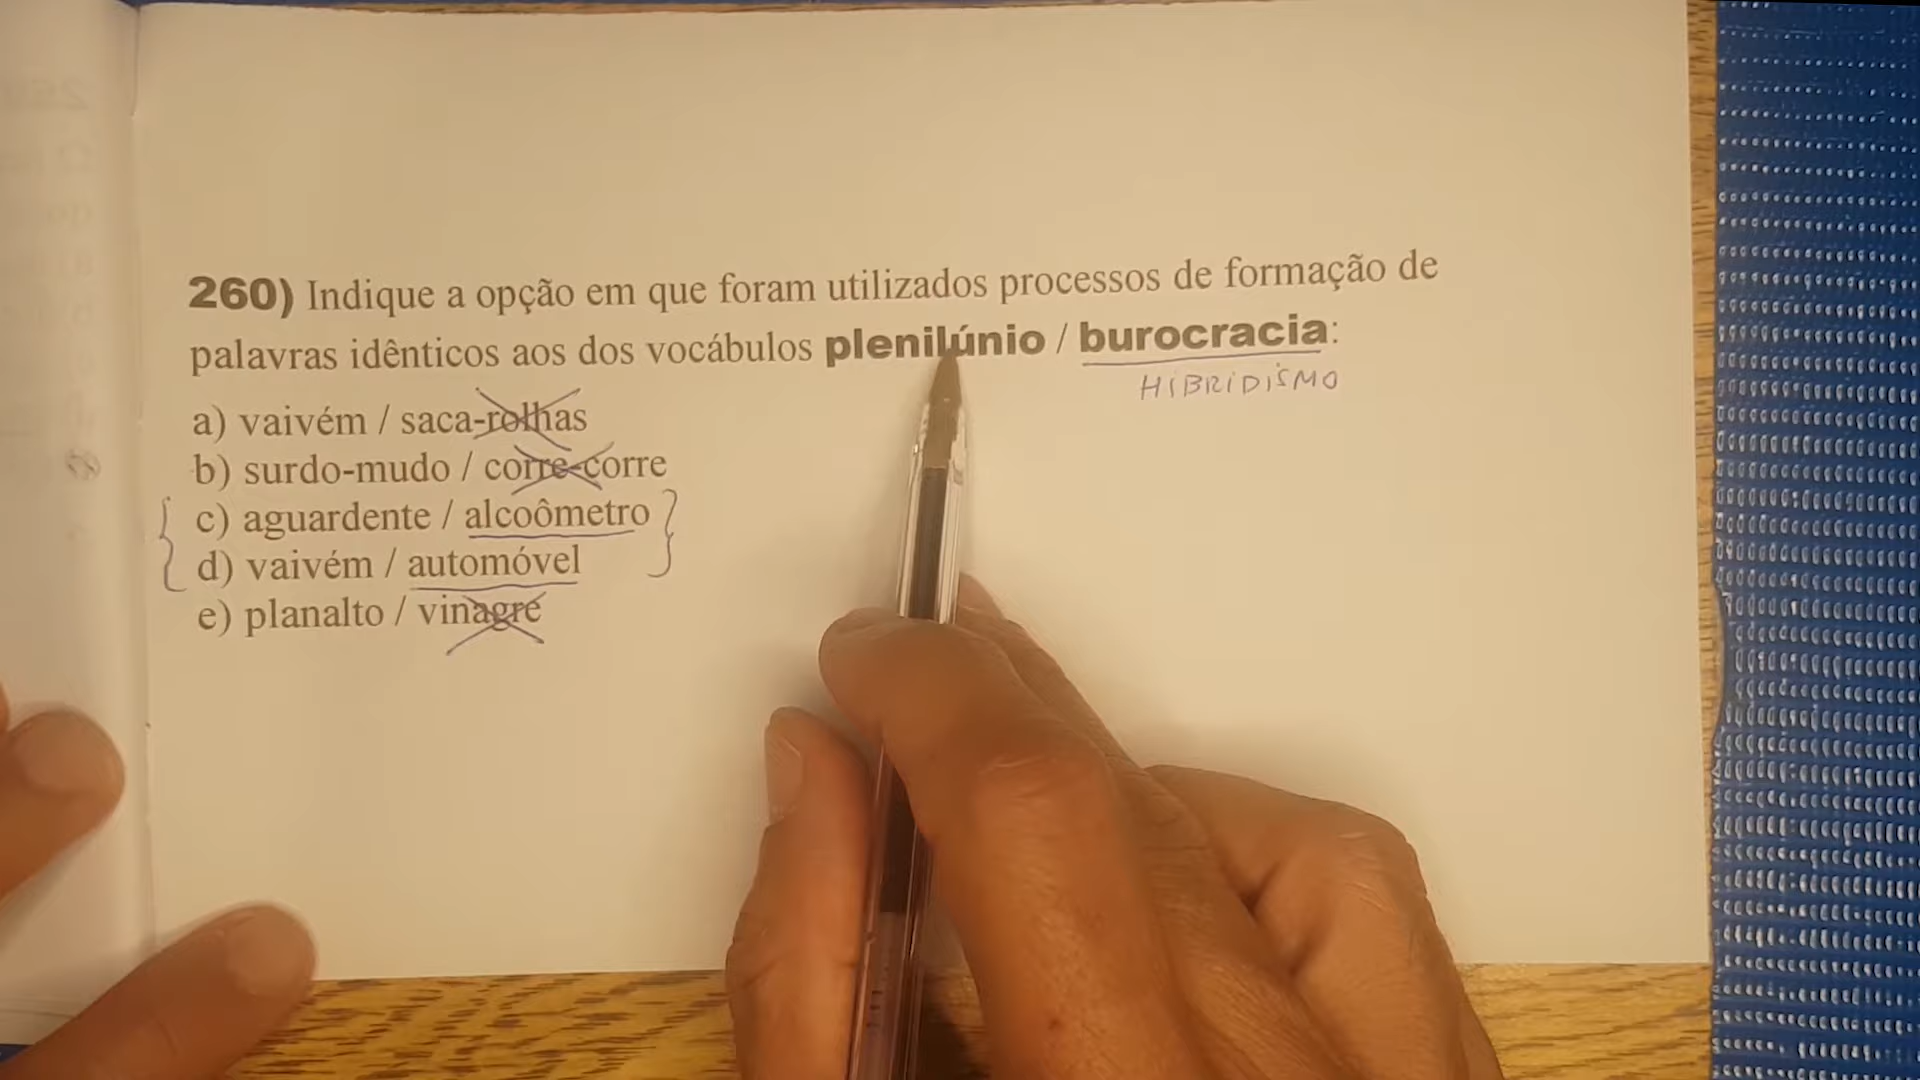 260) Indique a opção em que foram utilizados processos de formação de
palavras idênticos aos dos vocábulos plenilúnio / burocracia:
HIBRIDISMO
a) vaivém / saca-rolhas
b) surdo-mudo / corre-corre
c) aguardente / alcoômetro
d) vaivém / automóvel
e) planalto / vinagre